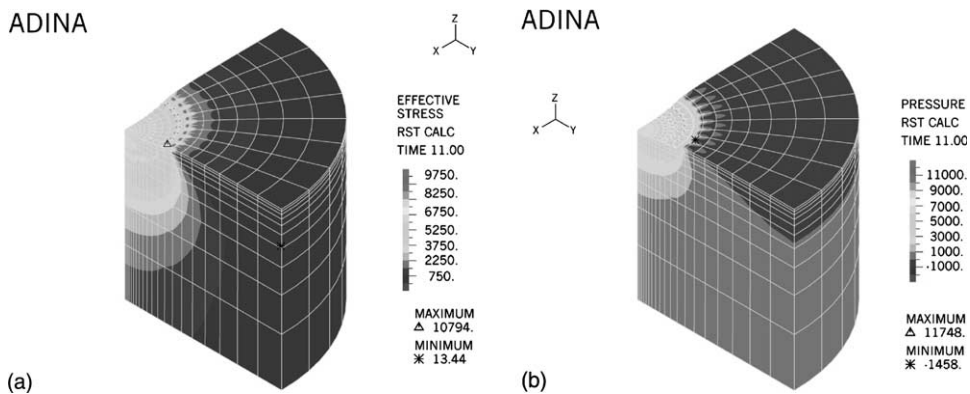 ADINA
Z
X Y
EFFECTIVE
STRESS
RST CALC
TIME 11.00
9750.
8250.
6750.
5250.
3750.
2250.
750.
MAXIMUM
Δ 10794.
MINIMUM
* 13.44
(a)
ADINA
Z
X Y
PRESSURE
RST CALC
TIME 11.00
11000.
9000.
7000.
5000.
3000.
1000.
-1000.
MAXIMUM
Δ 11748.
MINIMUM
* -1458.
(b)